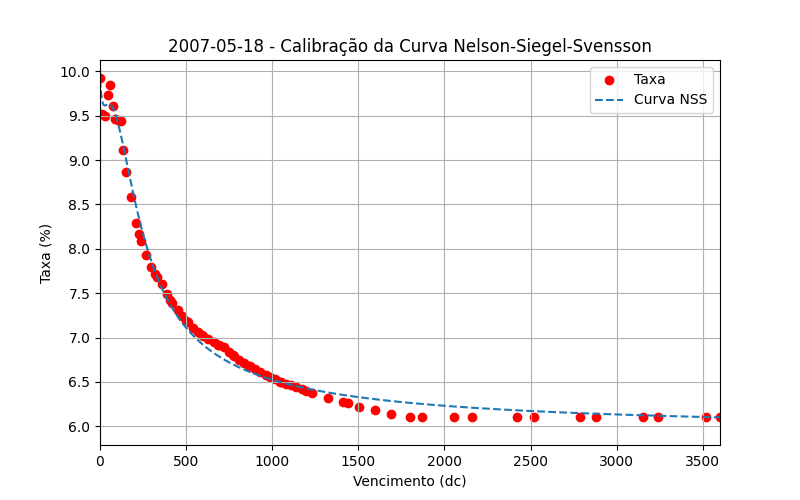 2007-05-18 - Calibração da Curva Nelson-Siegel-Svensson
Taxa
Curva NSS
Taxa (%)
10.0
9.5
9.0
8.5
8.0
7.5
7.0
6.5
6.0
0 500 1000 1500 2000 2500 3000 3500
Vencimento (dc)